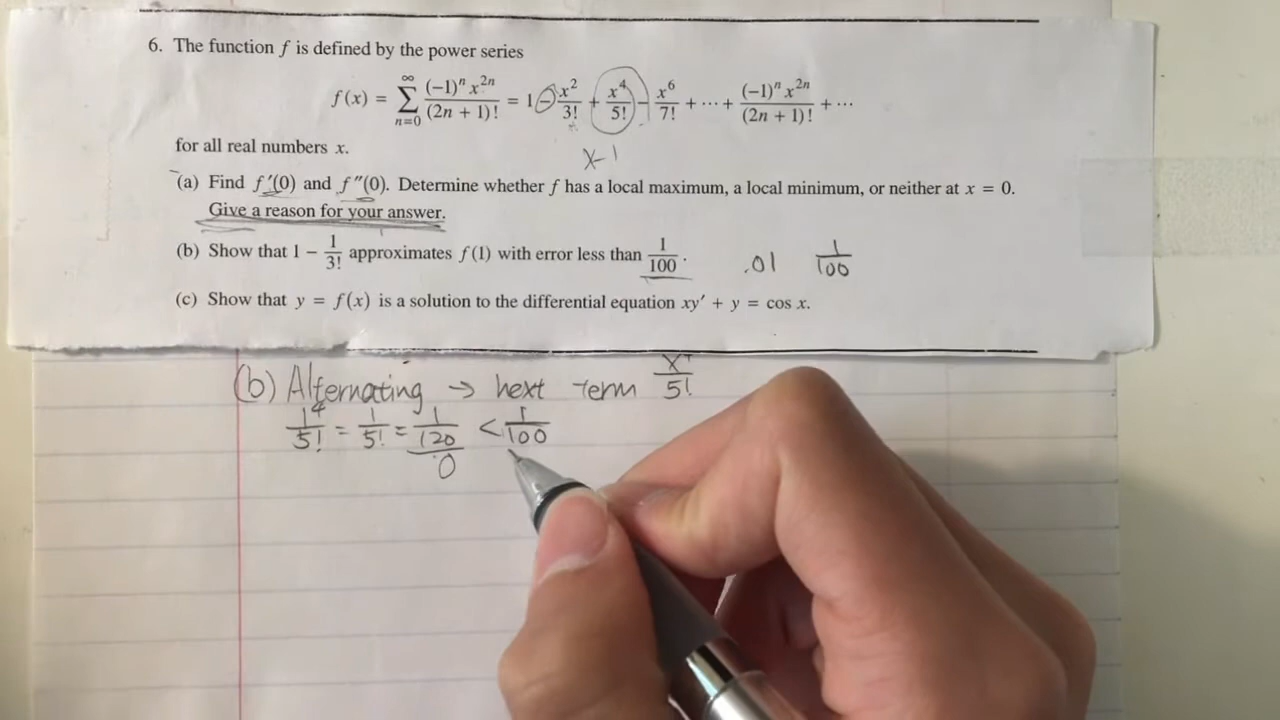 6. The function f is defined by the power series
f(x) = ∑_{n=0}^{∞} (-1)^n x^{2n} / (2n + 1)! = 1 - x^2/3! + x^4/5! - x^6/7! + ··· + (-1)^n x^{2n} / (2n + 1)! + ···
for all real numbers x.
x-1
(a) Find f′(0) and f″(0). Determine whether f has a local maximum, a local minimum, or neither at x = 0.
Give a reason for your answer.
(b) Show that 1 - 1/3! approximates f(1) with error less than 1/100. .01 1/100
(c) Show that y = f(x) is a solution to the differential equation xy′ + y = cos x.
(b) Alternating → next term x^4/5!
1^4/5! = 1/5! = 1/120 < 1/100
0